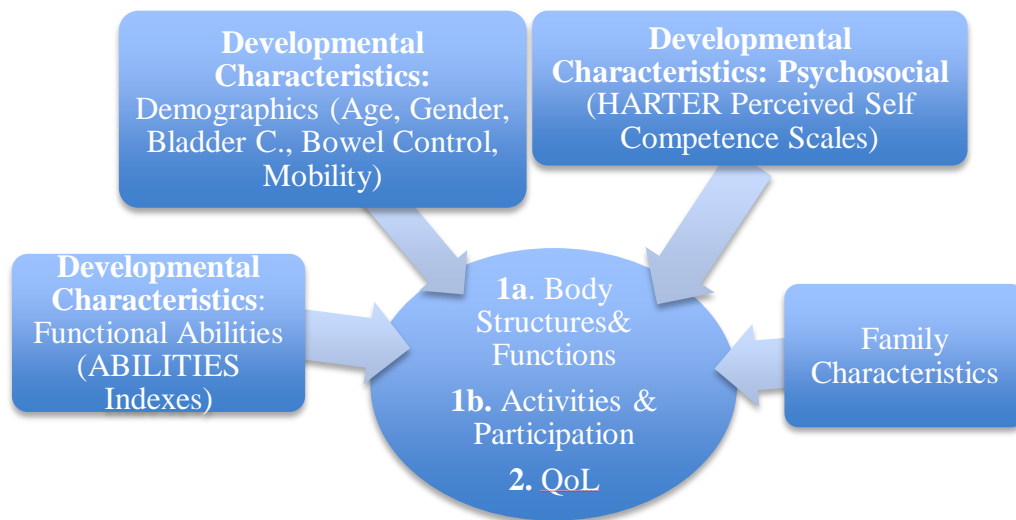 Developmental
Characteristics:
Demographics (Age, Gender,
Bladder C., Bowel Control,
Mobility)
Developmental
Characteristics: Psychosocial
(HARTER Perceived Self
Competence Scales)
Developmental
Characteristics:
Functional Abilities
(ABILITIES
Indexes)
1a. Body
Structures&
Functions
1b. Activities &
Participation
2. QoL
Family
Characteristics